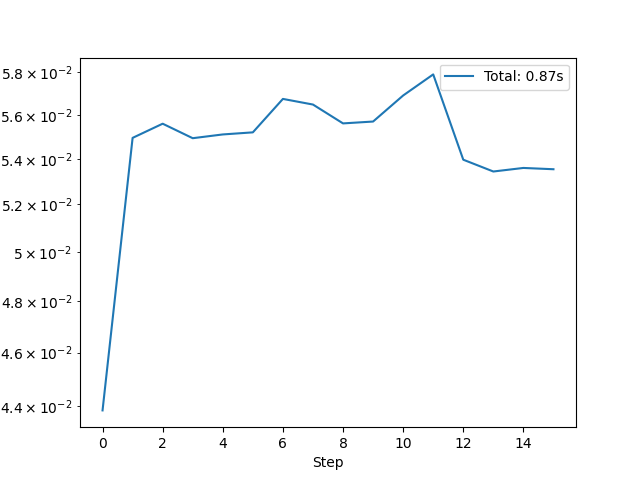 Total: 0.87s
5.8 × 10⁻²
5.6 × 10⁻²
5.4 × 10⁻²
5.2 × 10⁻²
5 × 10⁻²
4.8 × 10⁻²
4.6 × 10⁻²
4.4 × 10⁻²
0 2 4 6 8 10 12 14
Step